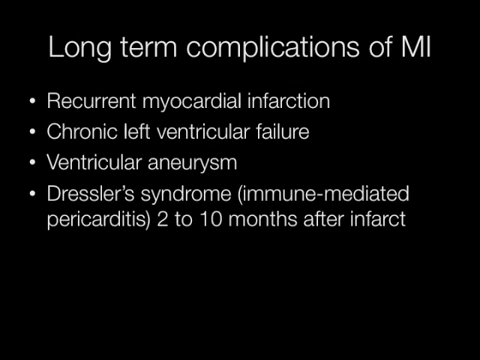 Long term complications of MI
• Recurrent myocardial infarction
• Chronic left ventricular failure
• Ventricular aneurysm
• Dressler's syndrome (immune-mediated
pericarditis) 2 to 10 months after infarct